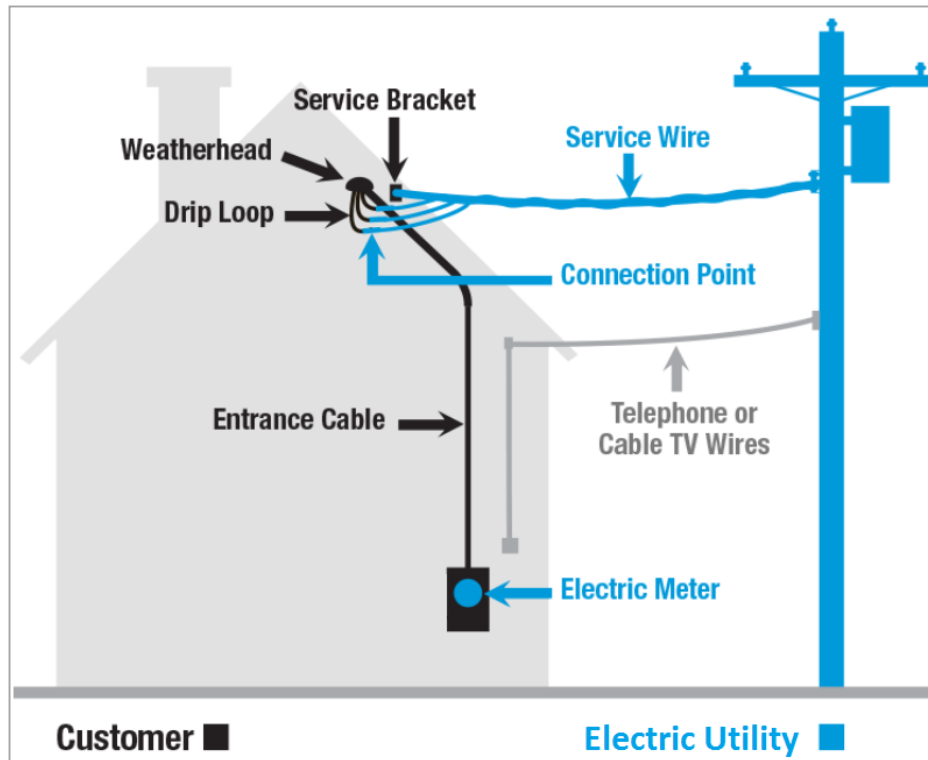 Service Bracket
Weatherhead
Service Wire
Drip Loop
Connection Point
Entrance Cable
Telephone or
Cable TV Wires
Electric Meter
Customer
Electric Utility